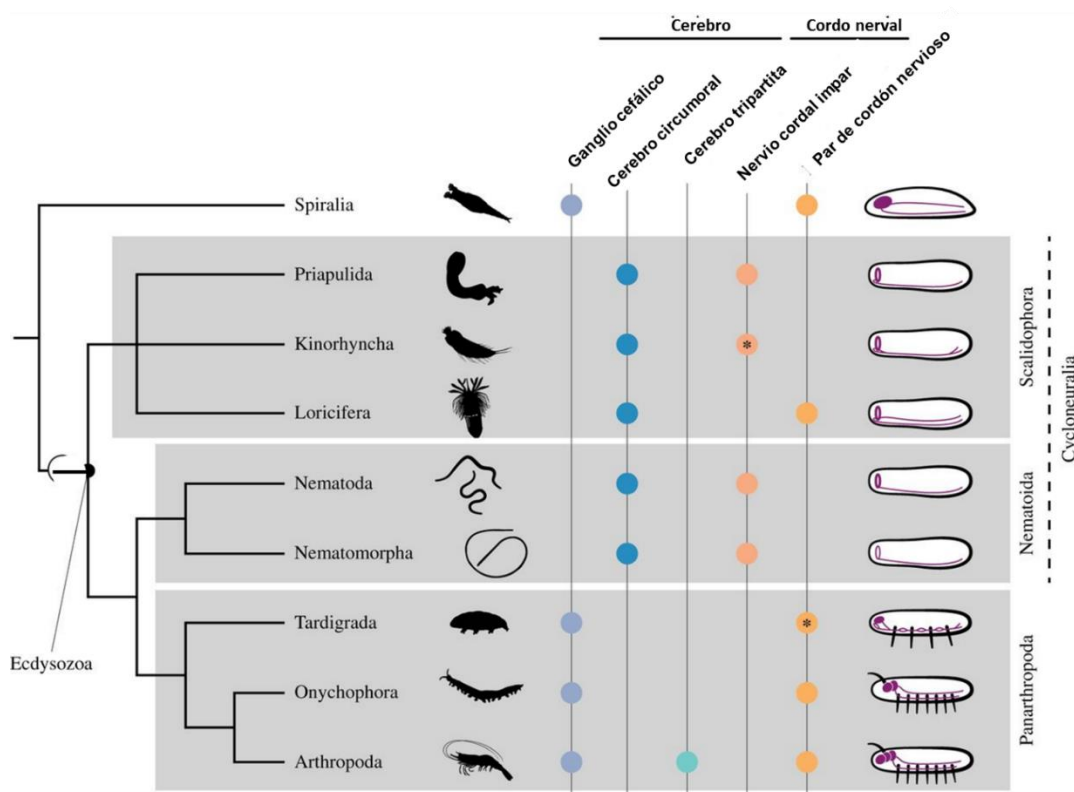 Cerebro
Cordo nerval
Ganglio cefálico
Cerebro circumoral
Cerebro tripartita
Nervio cordal impar
Par de cordón nervioso
Spiralia
Priapulida
Kinorhyncha
*
Loricifera
Nematoda
Nematomorpha
Tardigrada
*
Onychophora
Arthropoda
Ecdysozoa
Scalidophora
Nematoida
Panarthropoda
Cycloneuralia